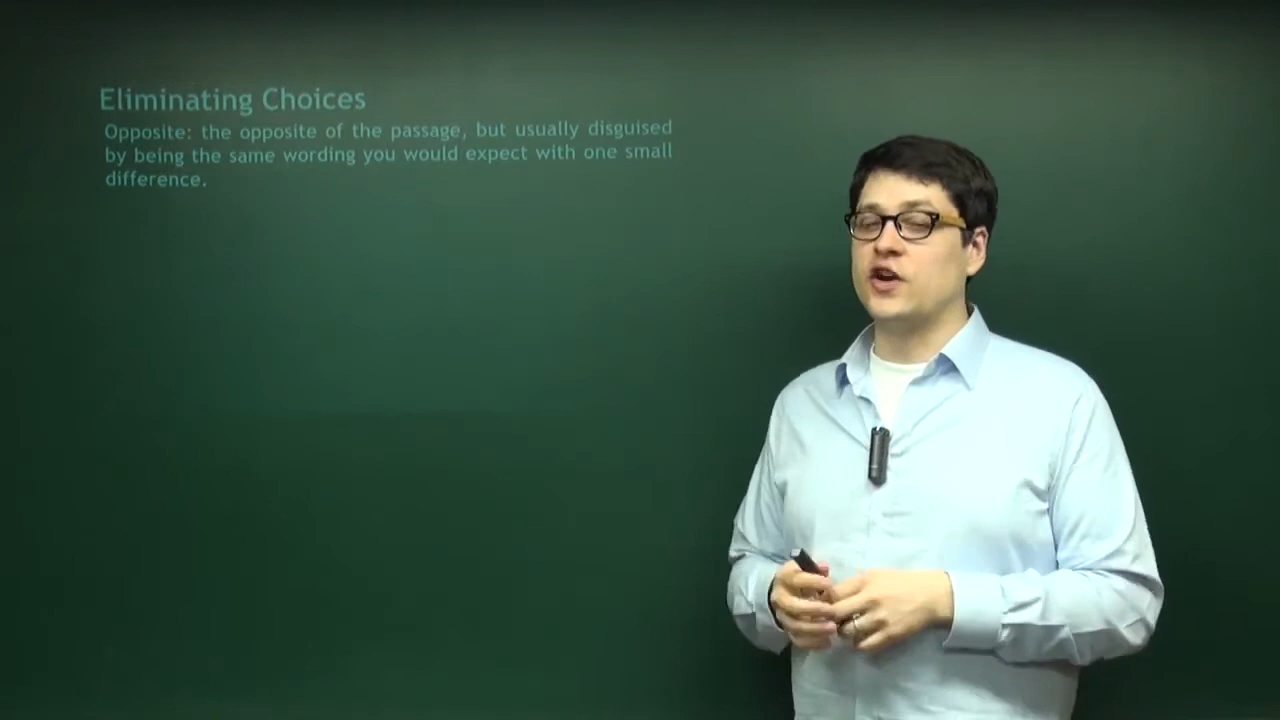 Eliminating Choices
Opposite: the opposite of the passage, but usually disguised
by being the same wording you would expect with one small
difference.